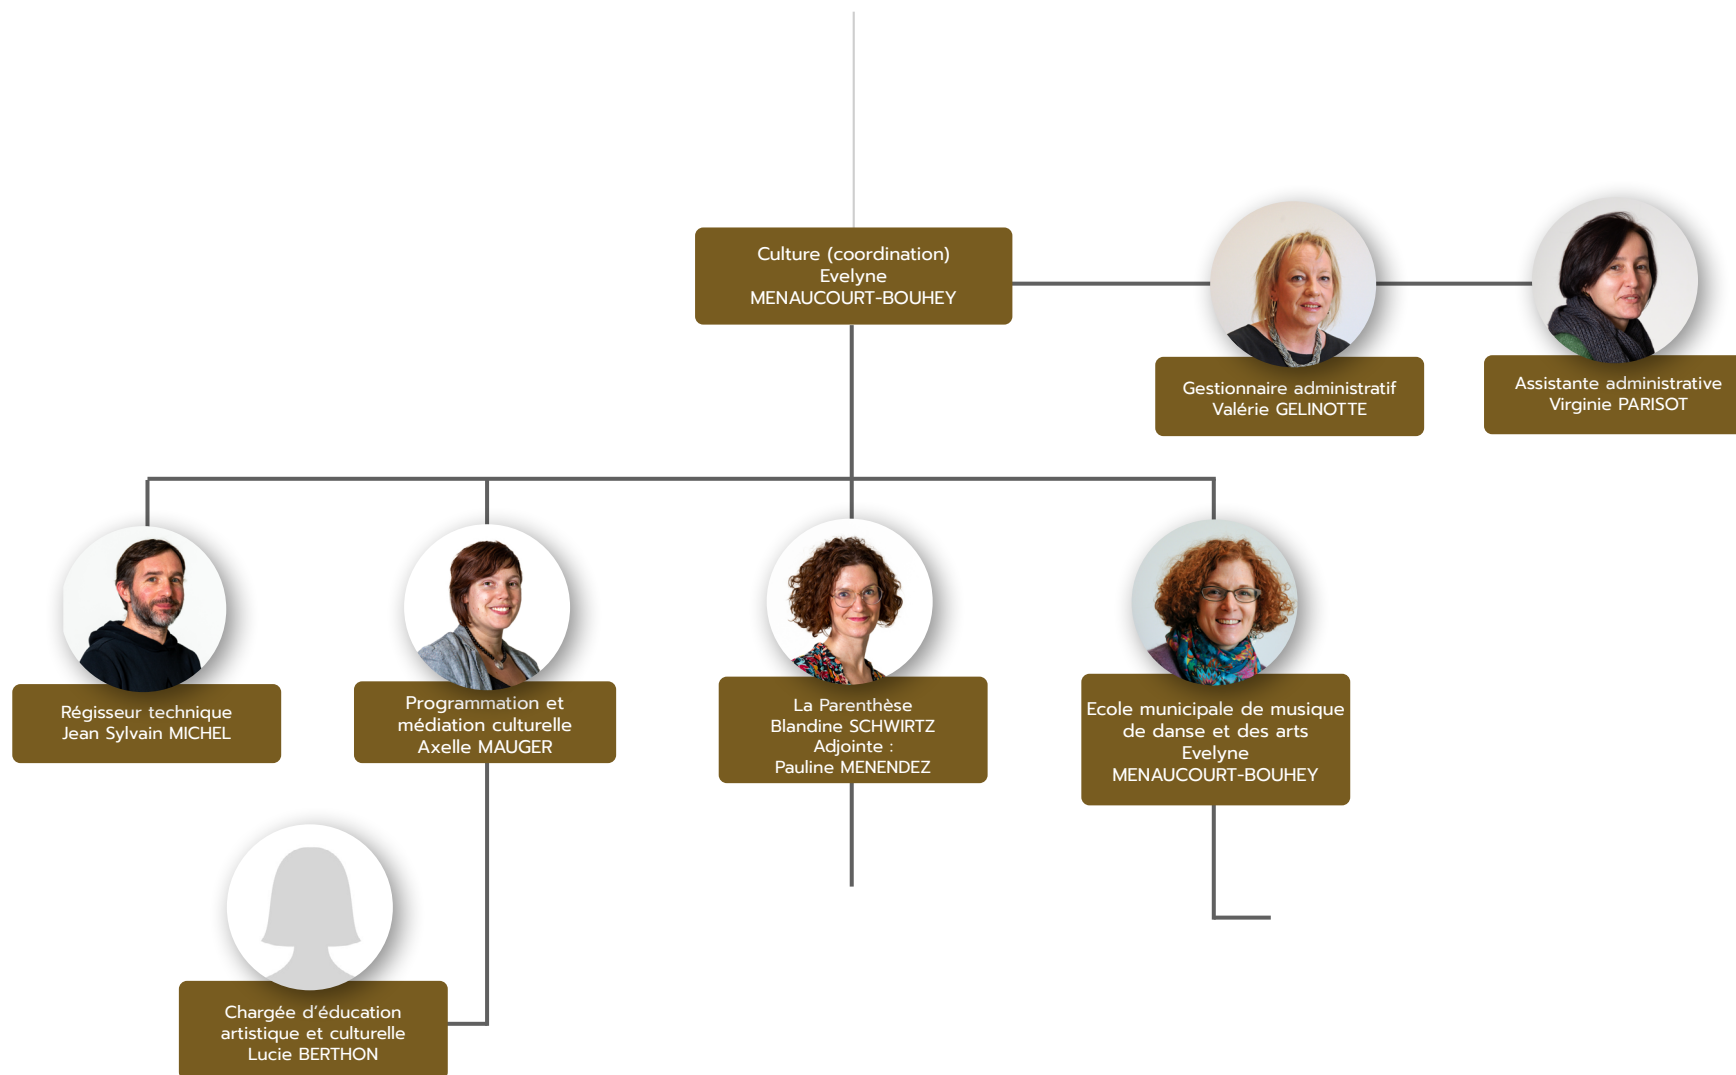 Culture (coordination)
Evelyne
MENAUCOURT-BOUHEY
Gestionnaire administratif
Valérie GELINOTTE
Assistante administrative
Virginie PARISOT
Régisseur technique
Jean Sylvain MICHEL
Programmation et
médiation culturelle
Axelle MAUGER
La Parenthèse
Blandine SCHWIRTZ
Adjointe :
Pauline MENENDEZ
Ecole municipale de musique
de danse et des arts
Evelyne
MENAUCOURT-BOUHEY
Chargée d’éducation
artistique et culturelle
Lucie BERTHON